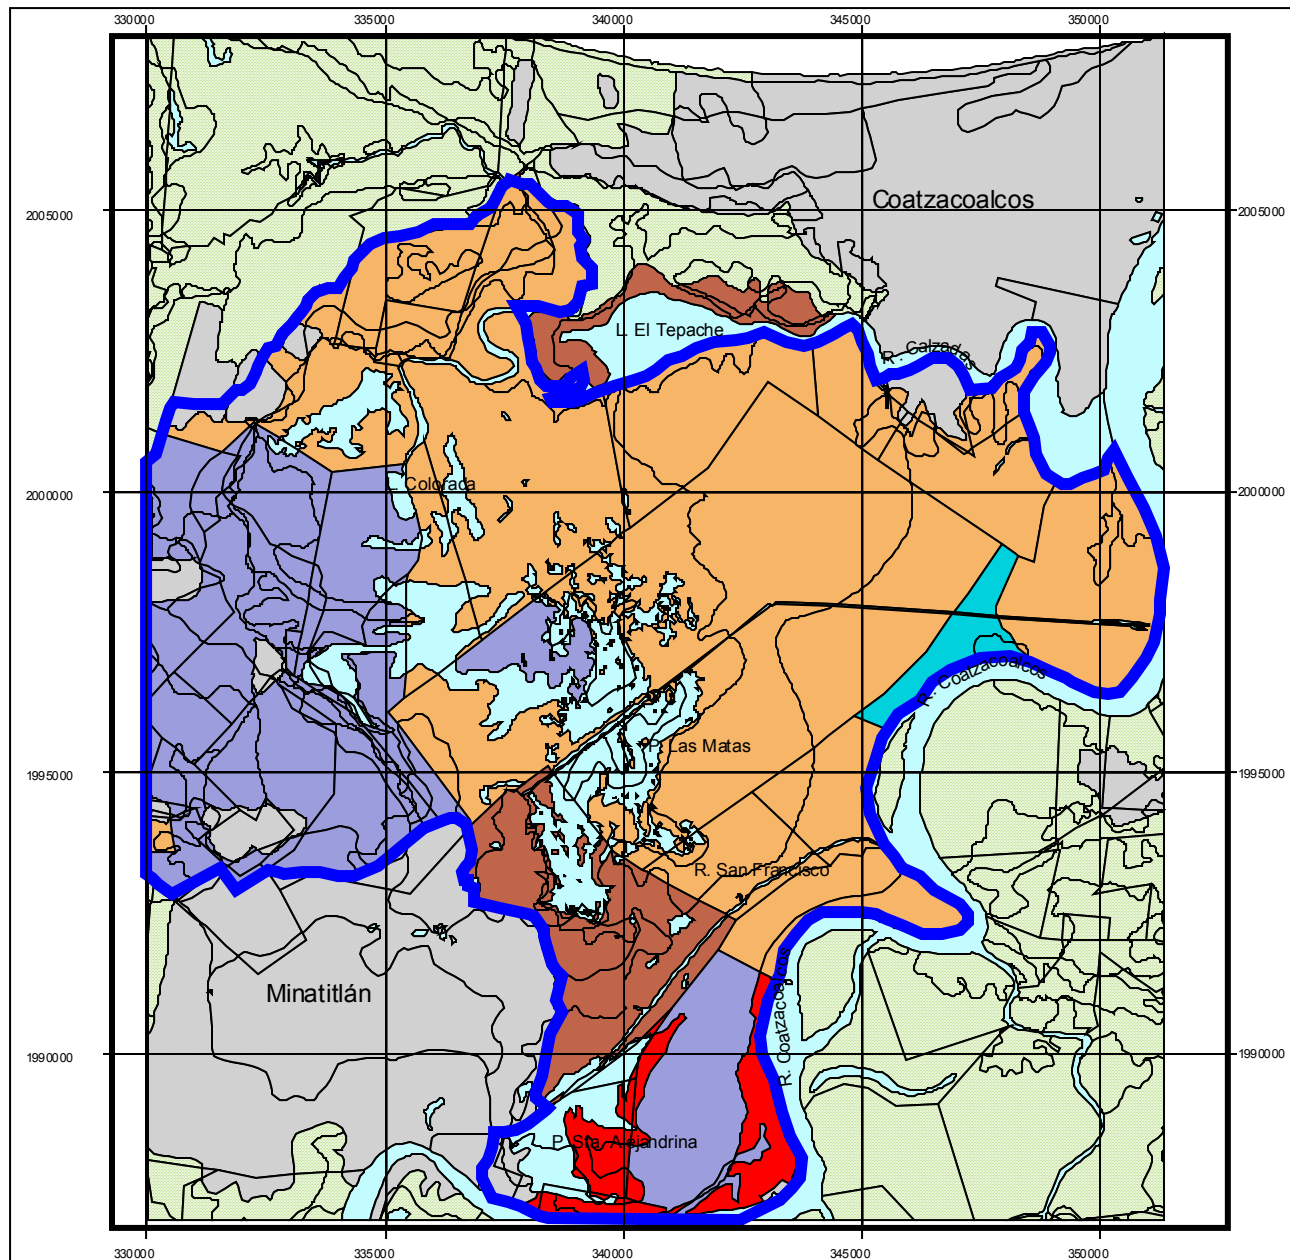 330000 335000 340000 345000 350000
Coatzacoalcos
2005000 2005000
L. El Tepache
R. Calzadas
L. Colorada
2000000 2000000
R. Coatzacoalcos
P. Las Matas
1995000 1995000
R. San Francisco
Minatitlán
R. Coatzacoalcos
1990000 1990000
P. Sta. Alejandrina
330000 335000 340000 345000 350000